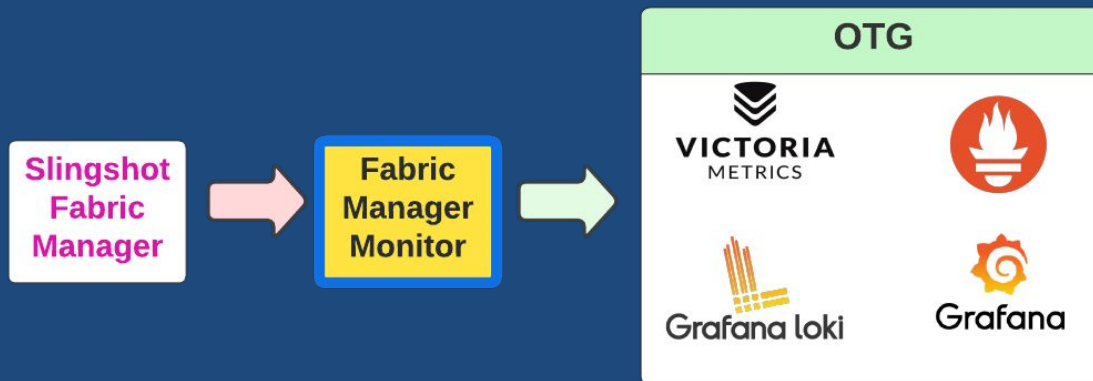 OTG
Slingshot
Fabric
Manager
Fabric
Manager
Monitor
VICTORIA
METRICS
Grafana loki
Grafana